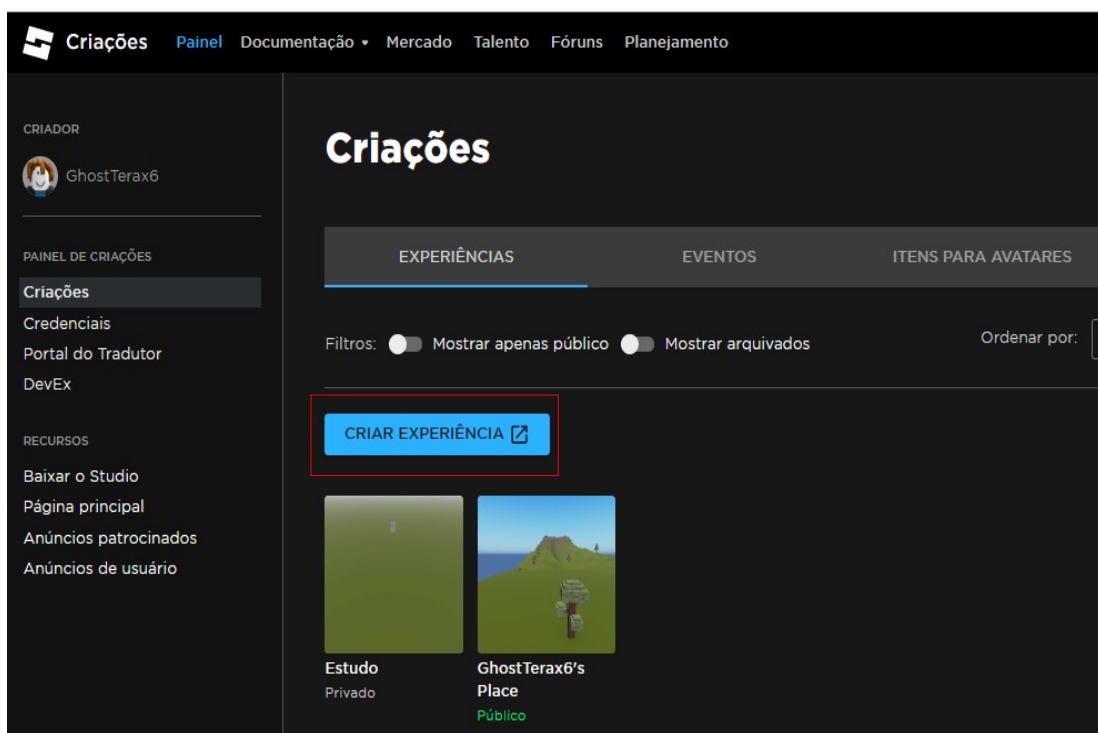 Criações Painel Documentação Mercado Talento Fóruns Planejamento
CRIADOR
GhostTerax6
PAINEL DE CRIAÇÕES
Criações
Credenciais
Portal do Tradutor
DevEx
RECURSOS
Baixar o Studio
Página principal
Anúncios patrocinados
Anúncios de usuário
Criações
EXPERIÊNCIAS EVENTOS ITENS PARA AVATARES
Filtros: Mostrar apenas público Mostrar arquivados Ordenar por:
CRIAR EXPERIÊNCIA
Estudo
Privado
GhostTerax6's
Place
Público